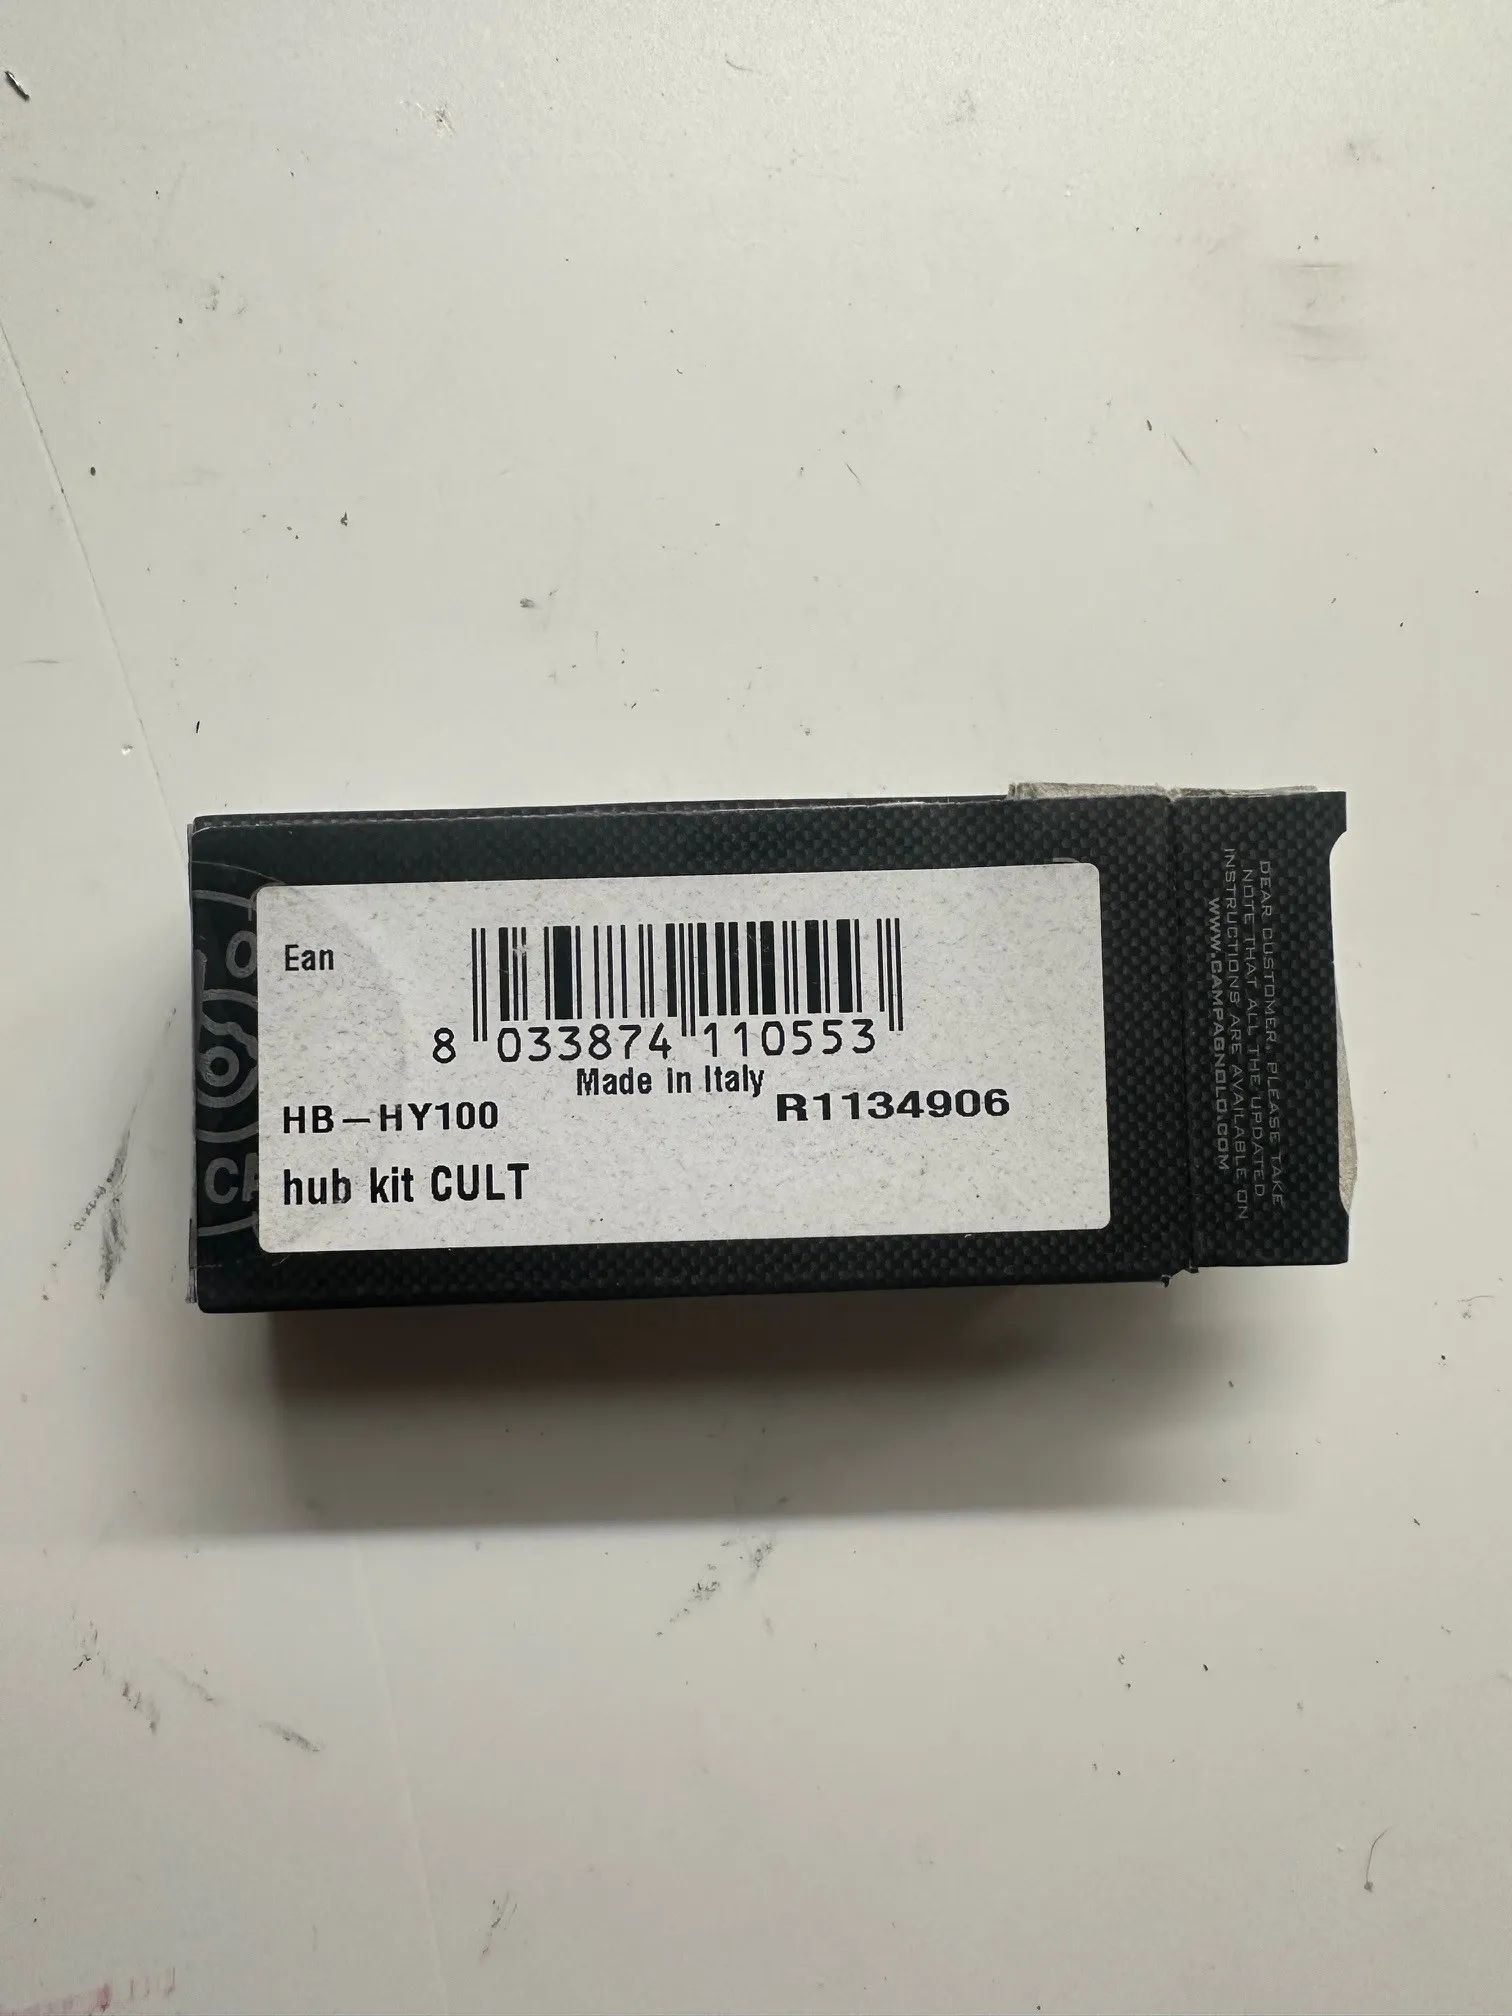 Ean
8 033874 110553
Made in Italy
HB-HY100
R1134906
hub kit CULT
DEAR CUSTOMER, PLEASE TAKE
NOTE THAT ALL THE UPDATED
INSTRUCTIONS ARE AVAILABLE ON
WWW.CAMPAGNOLO.COM